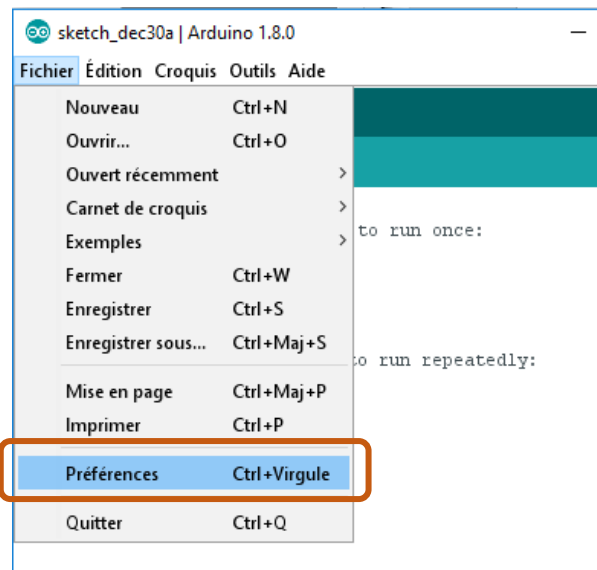 sketch_dec30a | Arduino 1.8.0
Fichier Édition Croquis Outils Aide
Nouveau Ctrl+N
Ouvrir... Ctrl+O
Ouvert récemment
Carnet de croquis
to run once:
Exemples
Fermer Ctrl+W
Enregistrer Ctrl+S
Enregistrer sous... Ctrl+Maj+S
to run repeatedly:
Mise en page Ctrl+Maj+P
Imprimer Ctrl+P
Préférences Ctrl+Virgule
Quitter Ctrl+Q